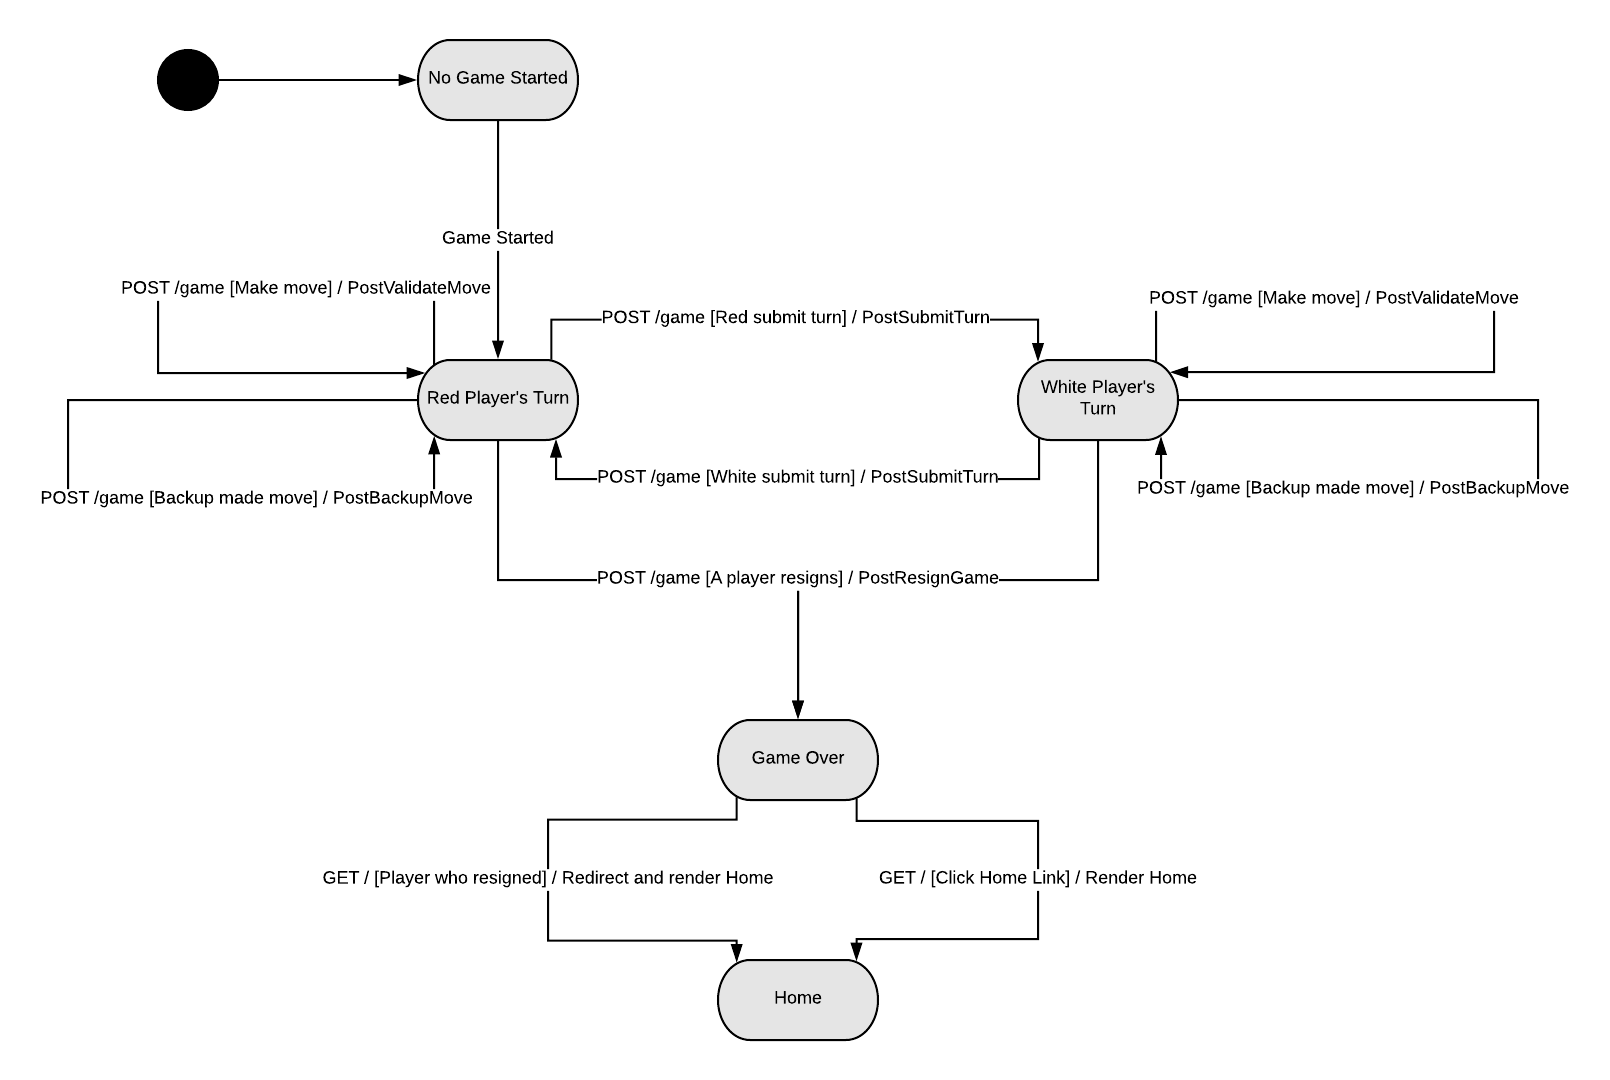 No Game Started
Game Started
POST /game [Make move] / PostValidateMove
POST /game [Make move] / PostValidateMove
POST /game [Red submit turn] / PostSubmitTurn
Red Player's Turn
White Player's
Turn
POST /game [White submit turn] / PostSubmitTurn
POST /game [Backup made move] / PostBackupMove
POST /game [Backup made move] / PostBackupMove
POST /game [A player resigns] / PostResignGame
Game Over
GET / [Player who resigned] / Redirect and render Home
GET / [Click Home Link] / Render Home
Home